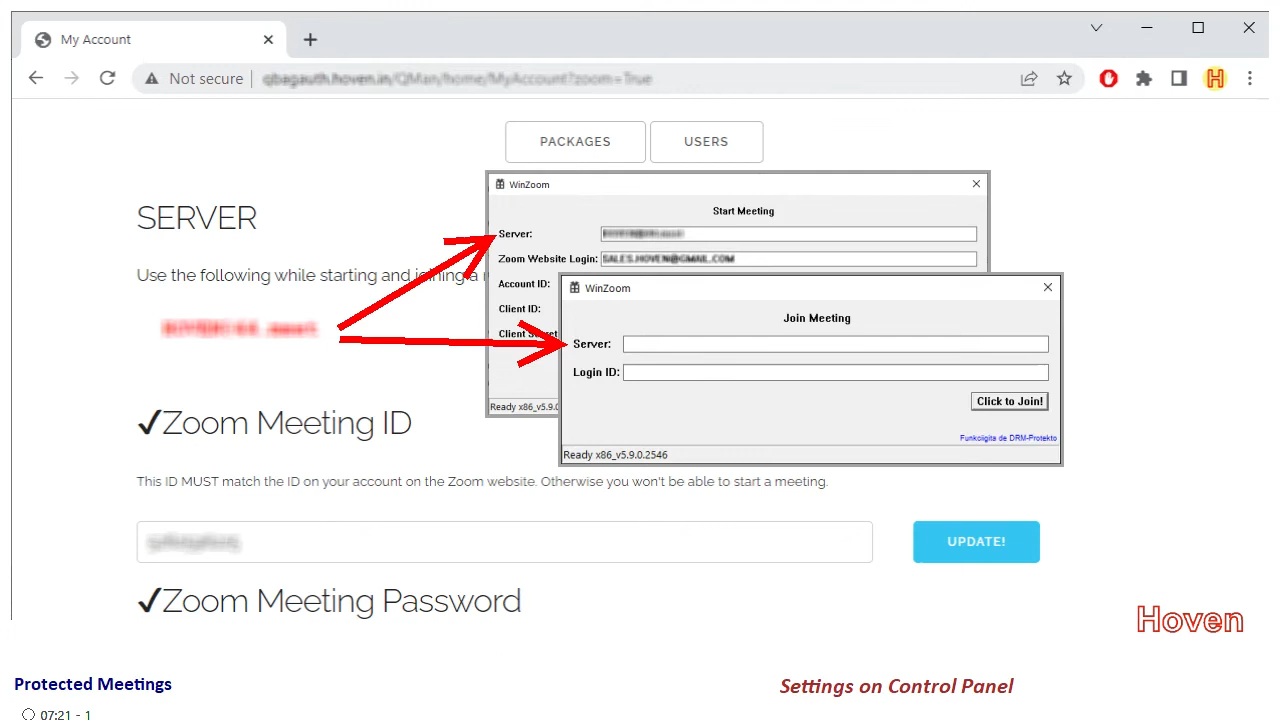 My Account
Not secure
PACKAGES
USERS
SERVER
Use the following while starting and joining a
WinZoom
Start Meeting
Server:
Zoom Website Login: SALES.HOVEN@GMAIL.COM
Account ID:
Client ID:
Client Secret
Ready x86_v5.9.0
WinZoom
Join Meeting
Server:
Login ID:
Click to Join!
Funkciigita de DRM-Protekto
Ready x86_v5.9.0.2546
✓Zoom Meeting ID
This ID MUST match the ID on your account on the Zoom website. Otherwise you won't be able to start a meeting.
UPDATE!
✓Zoom Meeting Password
Hoven
Protected Meetings
Settings on Control Panel
07:21 - 1